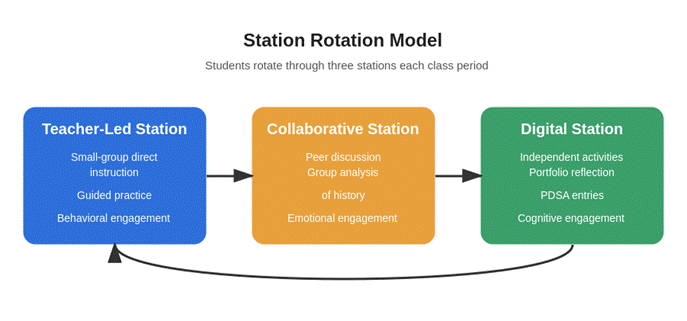 Station Rotation Model
Students rotate through three stations each class period
Teacher-Led Station
Small-group direct
instruction
Guided practice
Behavioral engagement
Collaborative Station
Peer discussion
Group analysis
of history
Emotional engagement
Digital Station
Independent activities
Portfolio reflection
PDSA entries
Cognitive engagement